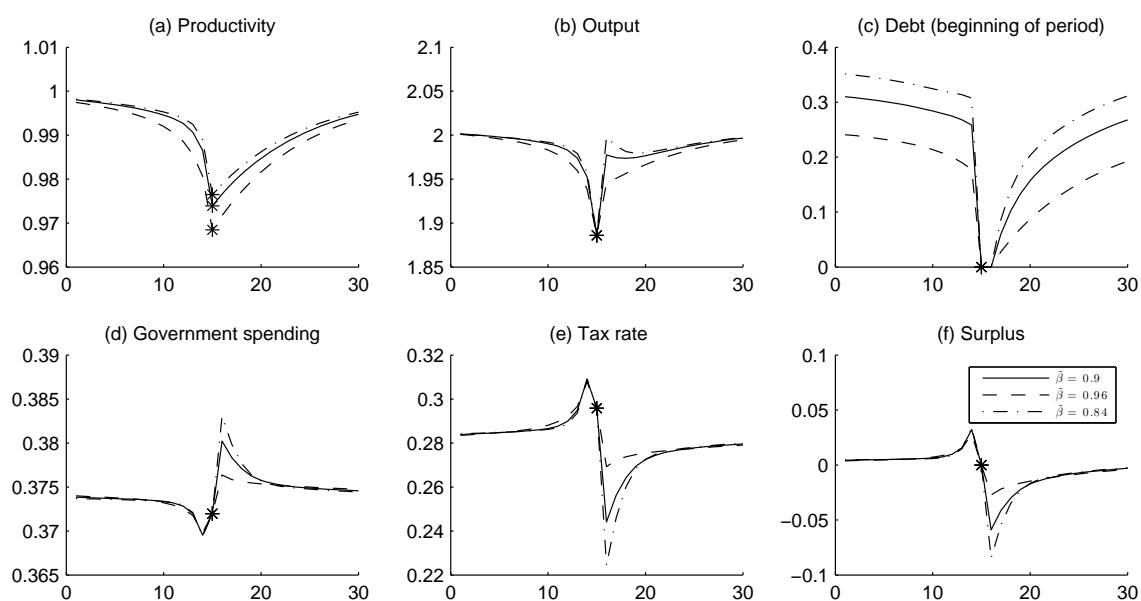 (a) Productivity
1.01
1
0.99
0.98
0.97
0.96
0 10 20 30
(b) Output
2.1
2.05
2
1.95
1.9
1.85
0 10 20 30
(c) Debt (beginning of period)
0.4
0.3
0.2
0.1
0
0 10 20 30
(d) Government spending
0.39
0.385
0.38
0.375
0.37
0.365
0 10 20 30
(e) Tax rate
0.32
0.3
0.28
0.26
0.24
0.22
0 10 20 30
(f) Surplus
0.1
0.05
0
−0.05
−0.1
0 10 20 30
β̃ = 0.9
β̃ = 0.96
β̃ = 0.84